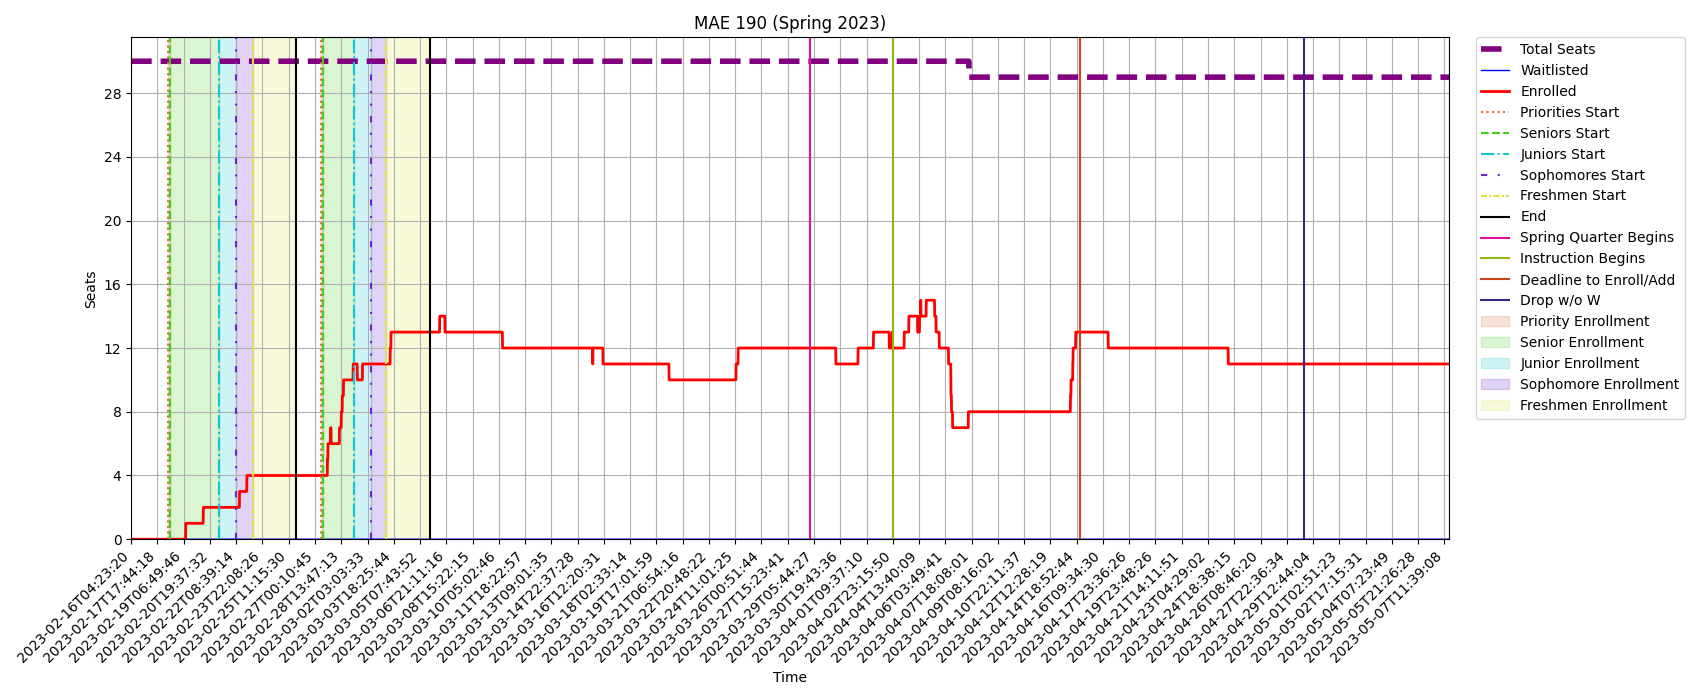 MAE 190 (Spring 2023)
Seats
28
24
20
16
12
8
4
0
2023-02-16T04:23:20
2023-02-17T17:44:18
2023-02-19T06:49:46
2023-02-20T19:37:32
2023-02-22T08:39:14
2023-02-23T22:08:26
2023-02-25T11:15:30
2023-02-27T00:10:45
2023-02-28T13:47:13
2023-03-02T03:03:33
2023-03-03T18:25:44
2023-03-05T07:43:52
2023-03-06T21:11:16
2023-03-08T15:22:15
2023-03-10T05:02:46
2023-03-11T18:22:57
2023-03-13T09:01:35
2023-03-14T22:37:28
2023-03-16T12:20:31
2023-03-18T02:33:14
2023-03-19T17:01:59
2023-03-21T06:54:16
2023-03-22T20:48:22
2023-03-24T11:01:25
2023-03-26T00:51:44
2023-03-27T15:23:41
2023-03-29T05:44:27
2023-03-30T19:43:36
2023-04-01T09:37:10
2023-04-02T23:15:50
2023-04-04T13:40:09
2023-04-06T03:49:41
2023-04-07T18:08:01
2023-04-09T08:16:02
2023-04-10T22:11:37
2023-04-12T12:28:19
2023-04-14T18:52:44
2023-04-16T09:34:30
2023-04-17T23:36:26
2023-04-19T23:48:26
2023-04-21T14:11:51
2023-04-23T04:29:02
2023-04-24T18:38:15
2023-04-26T08:46:20
2023-04-27T22:36:34
2023-04-29T12:44:04
2023-05-01T02:51:23
2023-05-02T17:15:31
2023-05-04T07:23:49
2023-05-05T21:26:28
2023-05-07T11:39:08
Time
Total Seats
Waitlisted
Enrolled
Priorities Start
Seniors Start
Juniors Start
Sophomores Start
Freshmen Start
End
Spring Quarter Begins
Instruction Begins
Deadline to Enroll/Add
Drop w/o W
Priority Enrollment
Senior Enrollment
Junior Enrollment
Sophomore Enrollment
Freshmen Enrollment